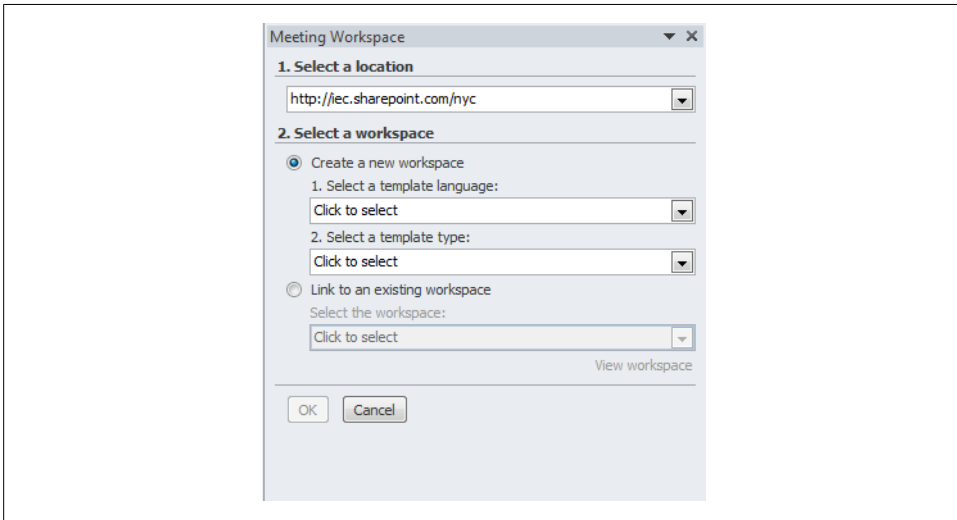 Meeting Workspace
1. Select a location
http://iec.sharepoint.com/nyc
2. Select a workspace
Create a new workspace
1. Select a template language:
Click to select
2. Select a template type:
Click to select
Link to an existing workspace
Select the workspace:
Click to select
View workspace
OK Cancel